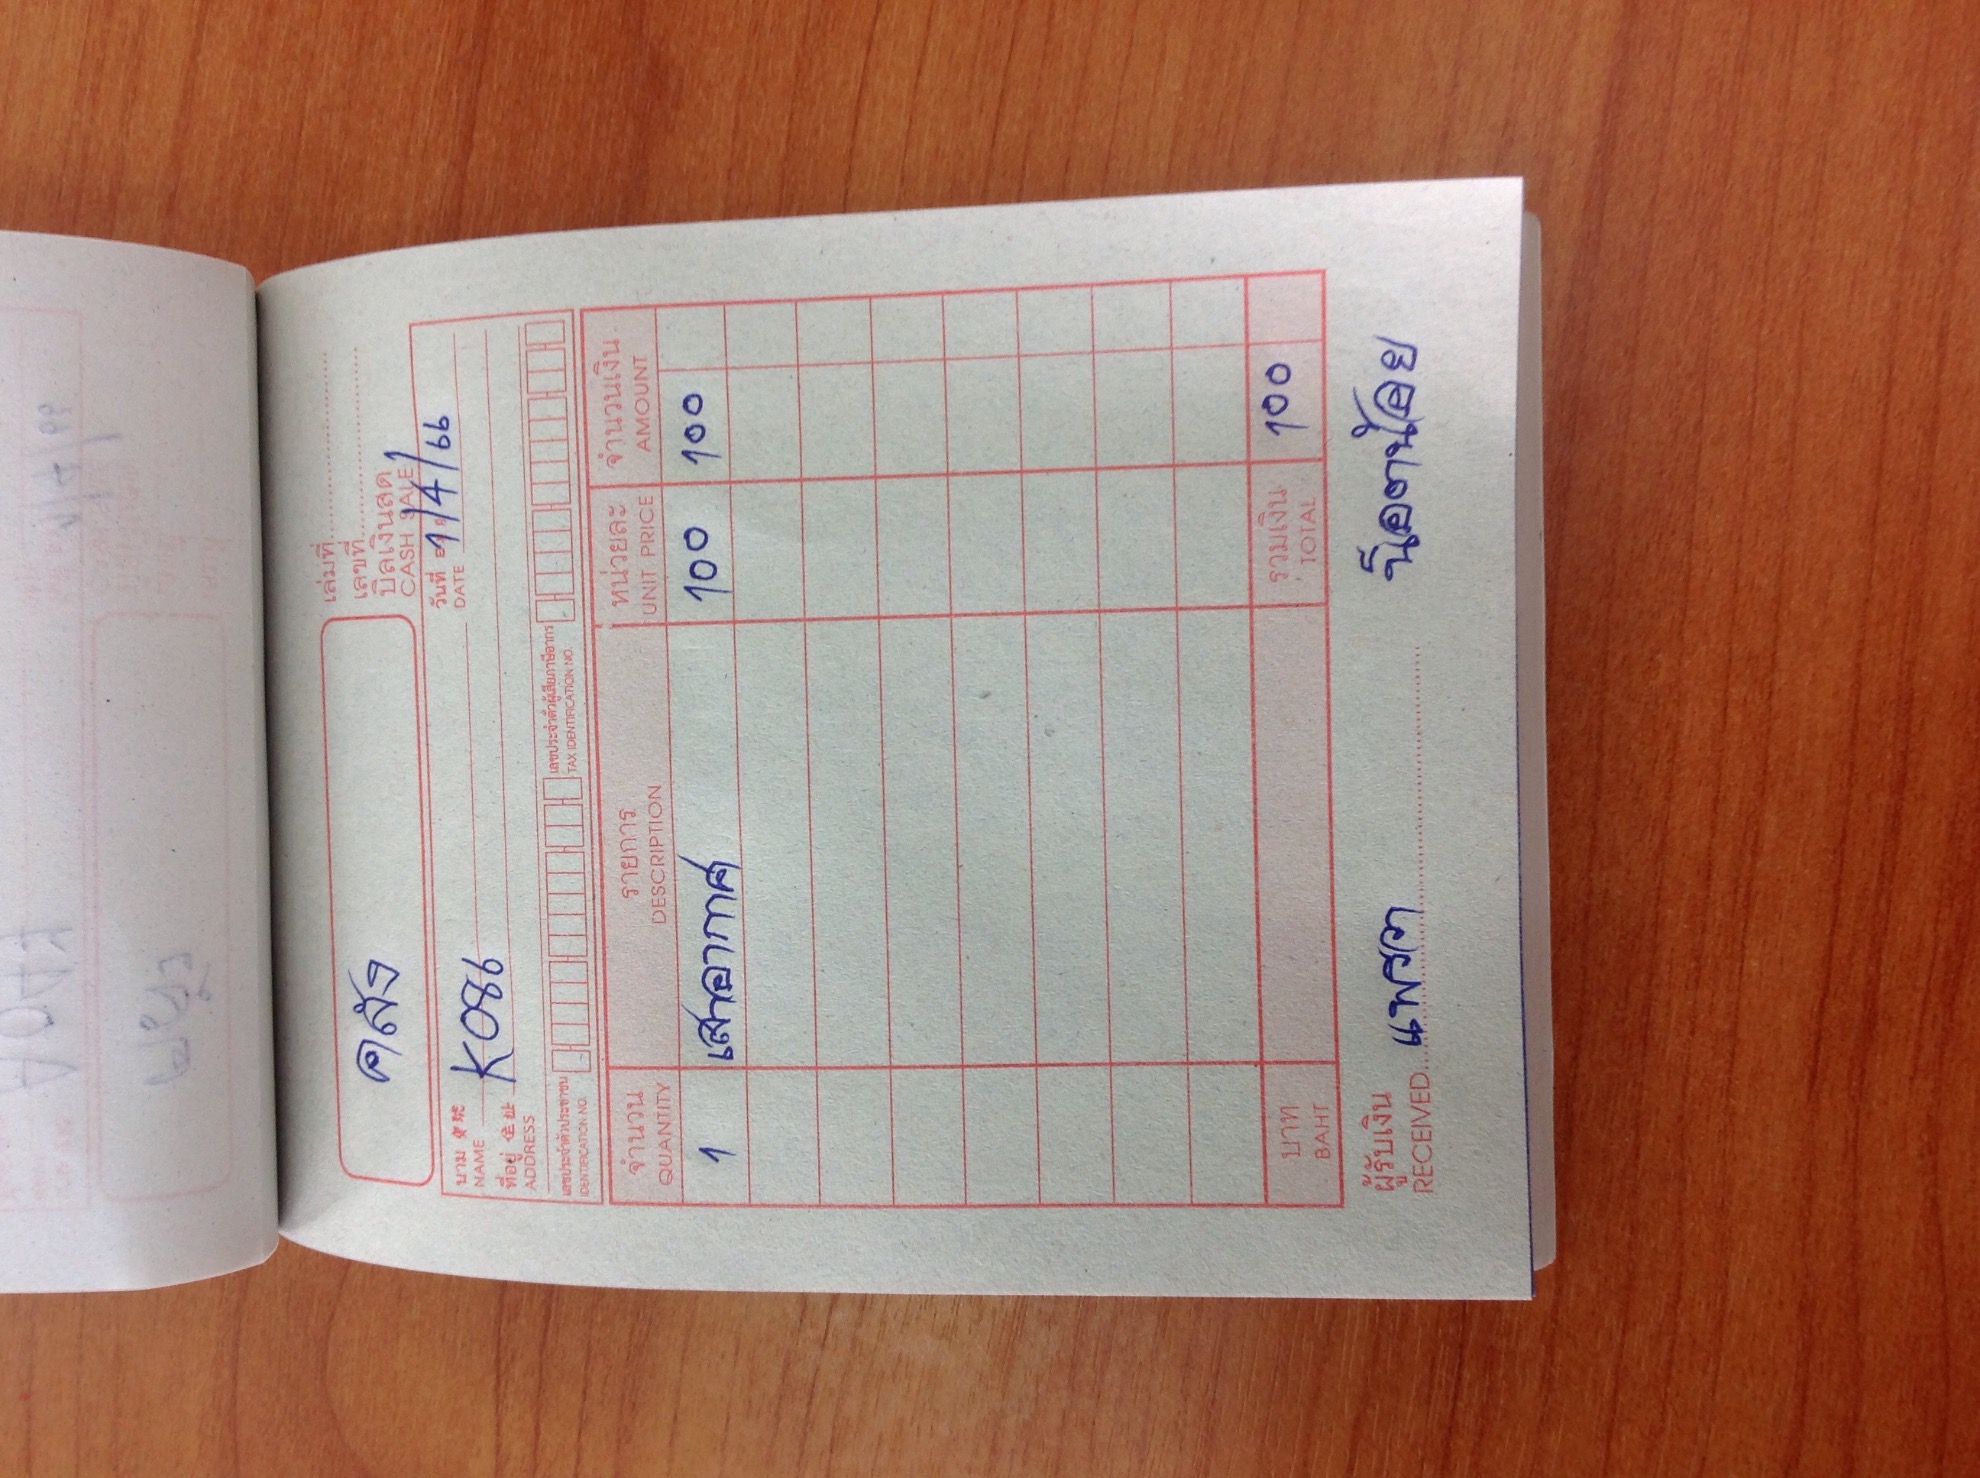 คลัง
เล่มที่
เลขที่
บิลเงินสด
CASH SALE
วันที่ 1/4/66
DATE
นาม
NAME
K086
ที่อยู่
ADDRESS
เลขประจำตัวประชาชน เลขประจำตัวผู้เสียภาษีอากร
IDENTIFICATION NO. TAX IDENTIFICATION NO.
จำนวน รายการ หน่วยละ จำนวนเงิน
QUANTITY DESCRIPTION UNIT PRICE AMOUNT
1 เสาอากาศ 100 100
บาท รวมเงิน 100
BAHT TOTAL
ผู้รับเงิน
RECEIVED น็อตน้อย